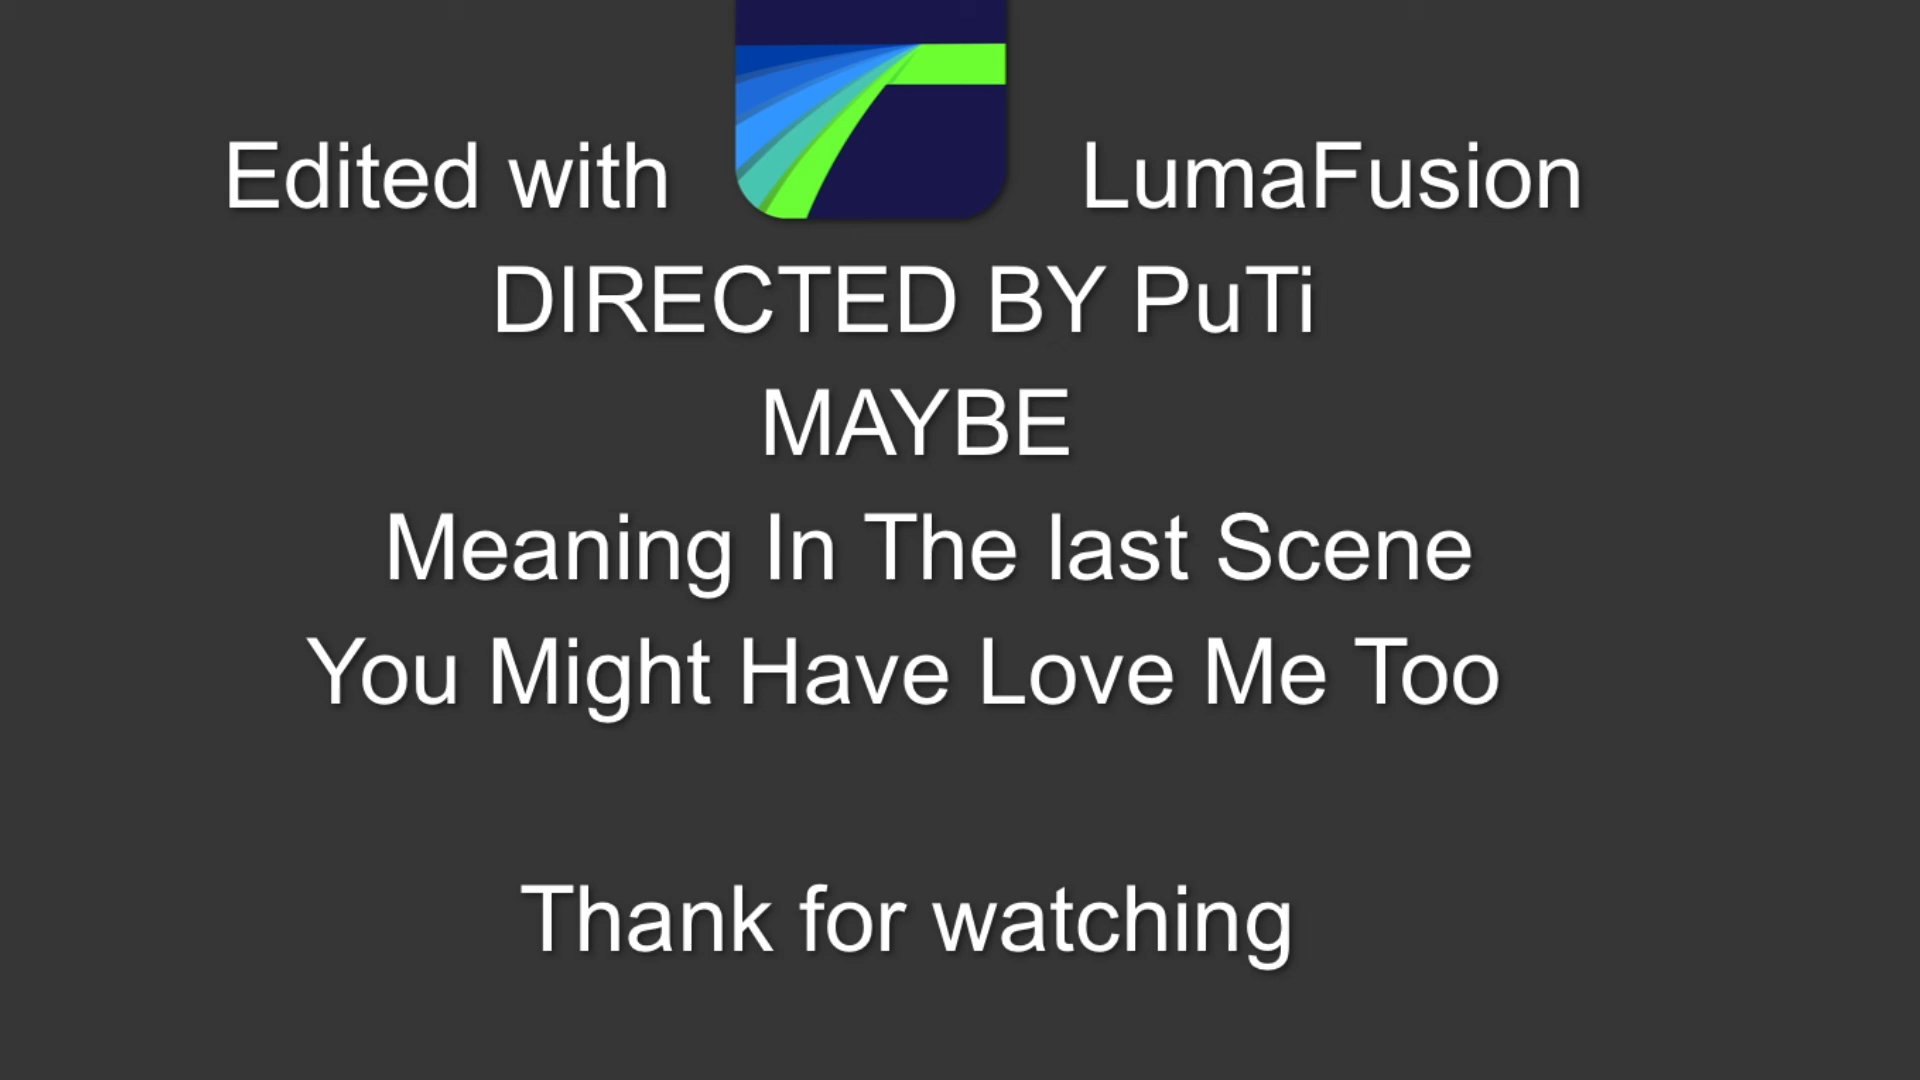 Edited with LumaFusion
DIRECTED BY PuTi
MAYBE
Meaning In The last Scene
You Might Have Love Me Too
Thank for watching